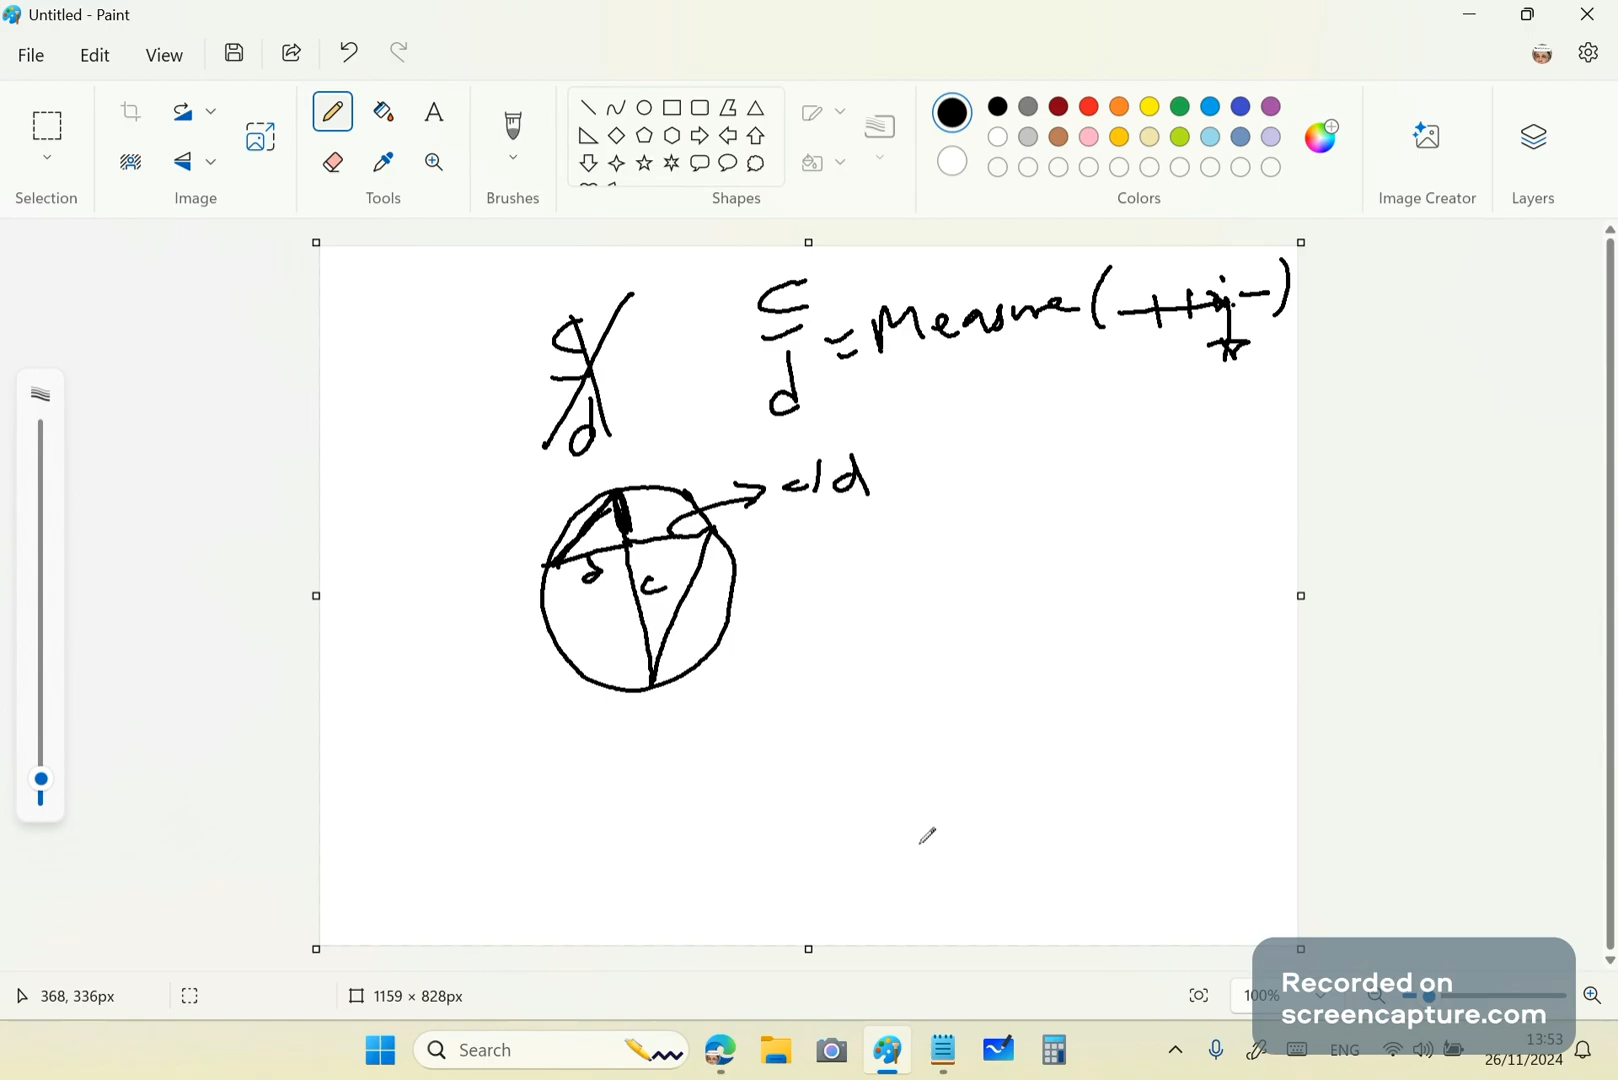 Untitled - Paint
File Edit View
Selection Image Tools Brushes Shapes Colors Image Creator Layers
c
d
c
d
= Measure (
c/d
d
c
368, 336px
1159 × 828px
100%
Recorded on
screencapture.com
Search
ENG
13:53
26/11/2024